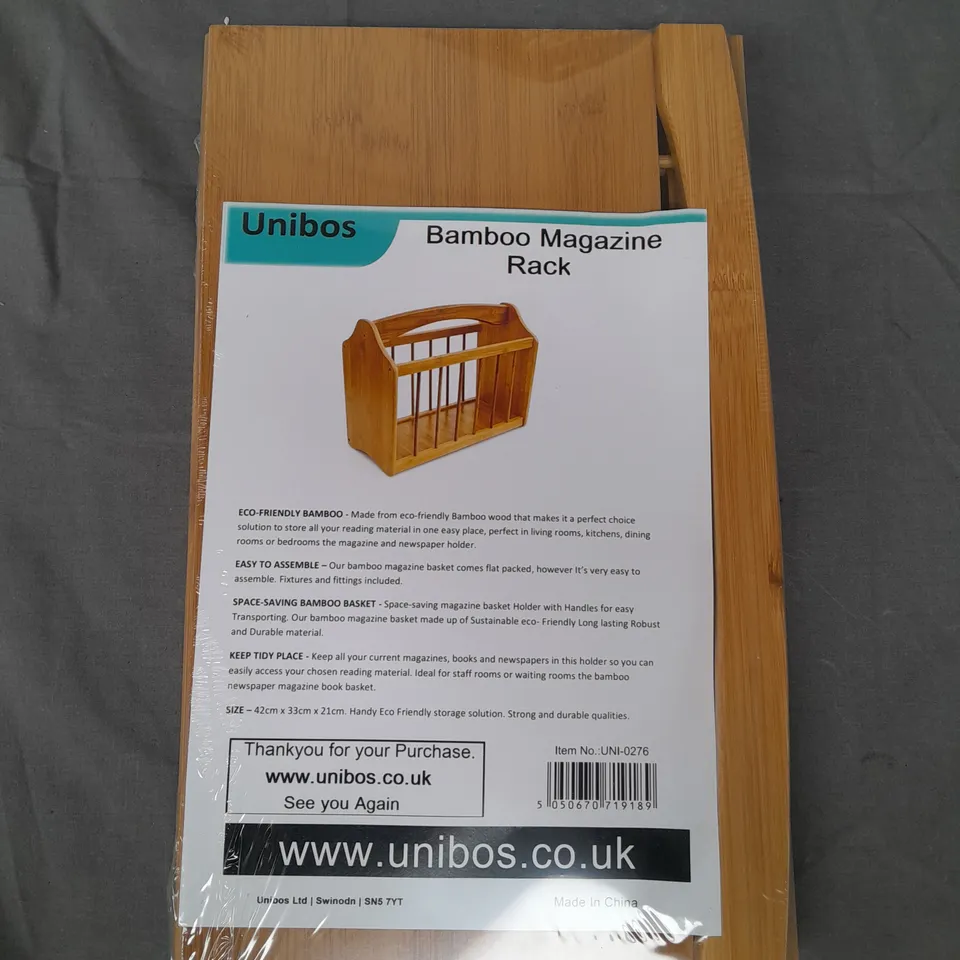 Unibos
Bamboo Magazine
Rack
ECO-FRIENDLY BAMBOO - Made from eco-friendly Bamboo wood that makes it a perfect choice
solution to store all your reading material in one easy place, perfect in living rooms, kitchens, dining
rooms or bedrooms the magazine and newspaper holder.
EASY TO ASSEMBLE – Our bamboo magazine basket comes flat packed, however It's very easy to
assemble. Fixtures and fittings included.
SPACE-SAVING BAMBOO BASKET - Space-saving magazine basket Holder with Handles for easy
Transporting. Our bamboo magazine basket made up of Sustainable eco- Friendly Long lasting Robust
and Durable material.
KEEP TIDY PLACE - Keep all your current magazines, books and newspapers in this holder so you can
easily access your chosen reading material. Ideal for staff rooms or waiting rooms the bamboo
newspaper magazine book basket.
SIZE – 42cm x 33cm x 21cm. Handy Eco Friendly storage solution. Strong and durable qualities.
Thankyou for your Purchase.
www.unibos.co.uk
See you Again
Item No.:UNI-0276
5 050670 719189
www.unibos.co.uk
Unibos Ltd | Swinodn | SN5 7YT
Made In China